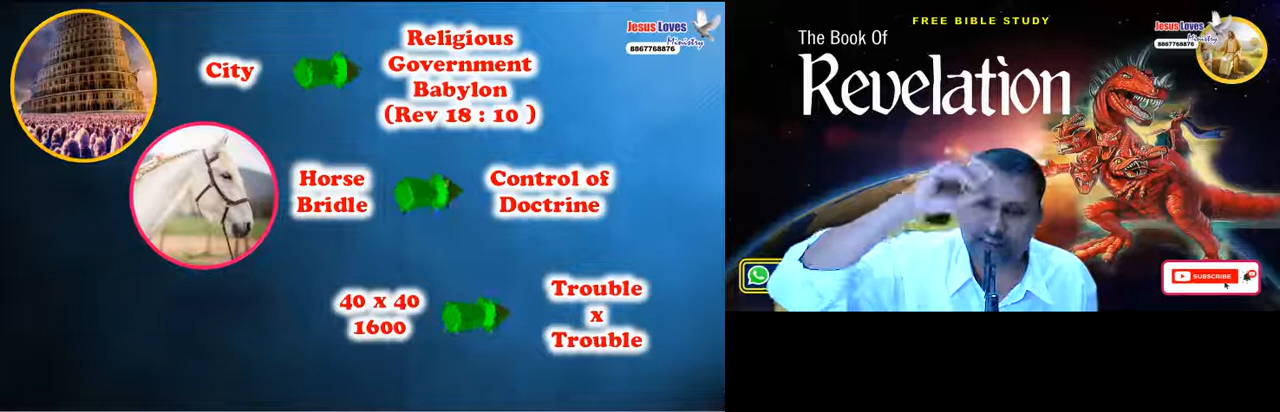 Jesus Loves
Ministry
8867768876
City
Religious
Government
Babylon
(Rev 18 : 10 )
Horse
Bridle
Control of
Doctrine
40 x 40
1600
Trouble
x
Trouble
FREE BIBLE STUDY
The Book Of
Revelation
Jesus Loves
Ministry
8867768876
SUBSCRIBE